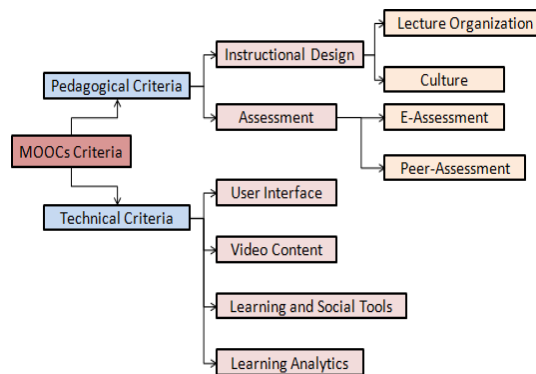 Lecture Organization
Instructional Design
Pedagogical Criteria
Culture
Assessment
E-Assessment
MOOCs Criteria
Peer-Assessment
User Interface
Technical Criteria
Video Content
Learning and Social Tools
Learning Analytics